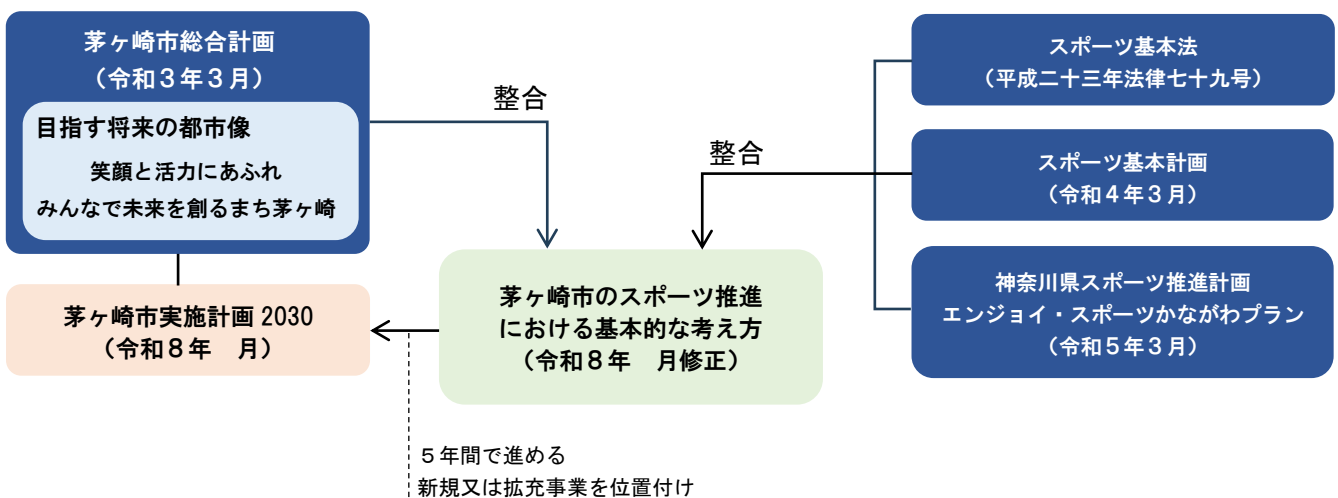 茅ヶ崎市総合計画
（令和３年３月）
目指す将来の都市像
笑顔と活力にあふれ
みんなで未来を創るまち茅ヶ崎
茅ヶ崎市実施計画 2030
（令和８年　月）
整合
茅ヶ崎市のスポーツ推進
における基本的な考え方
（令和８年　月修正）
５年間で進める
新規又は拡充事業を位置付け
整合
スポーツ基本法
（平成二十三年法律七十九号）
スポーツ基本計画
（令和４年３月）
神奈川県スポーツ推進計画
エンジョイ・スポーツかながわプラン
（令和５年３月）